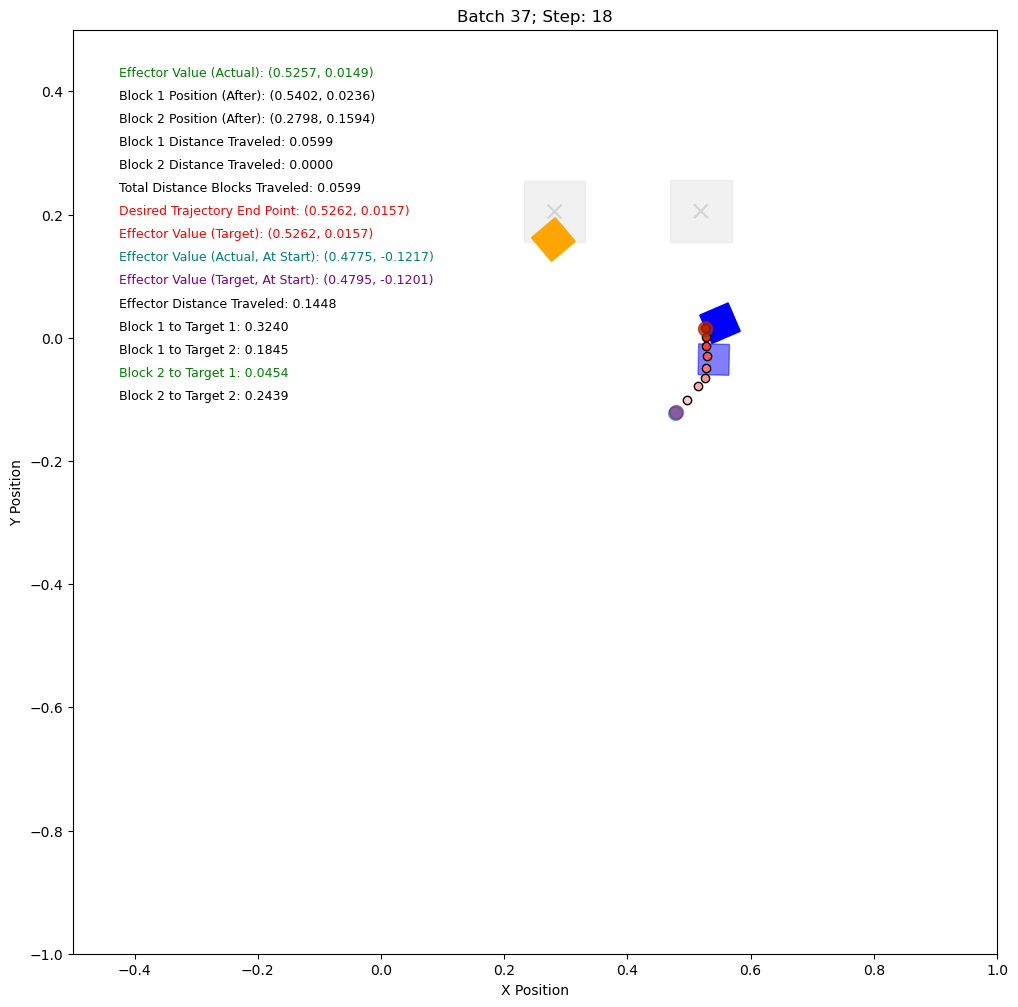 Batch 37; Step: 18
Effector Value (Actual): (0.5257, 0.0149)
Block 1 Position (After): (0.5402, 0.0236)
Block 2 Position (After): (0.2798, 0.1594)
Block 1 Distance Traveled: 0.0599
Block 2 Distance Traveled: 0.0000
Total Distance Blocks Traveled: 0.0599
Desired Trajectory End Point: (0.5262, 0.0157)
Effector Value (Target): (0.5262, 0.0157)
Effector Value (Actual, At Start): (0.4775, -0.1217)
Effector Value (Target, At Start): (0.4795, -0.1201)
Effector Distance Traveled: 0.1448
Block 1 to Target 1: 0.3240
Block 1 to Target 2: 0.1845
Block 2 to Target 1: 0.0454
Block 2 to Target 2: 0.2439
0.4
0.2
0.0
−0.2
−0.4
−0.6
−0.8
−1.0
Y Position
−0.4
−0.2
0.0
0.2
0.4
0.6
0.8
1.0
X Position